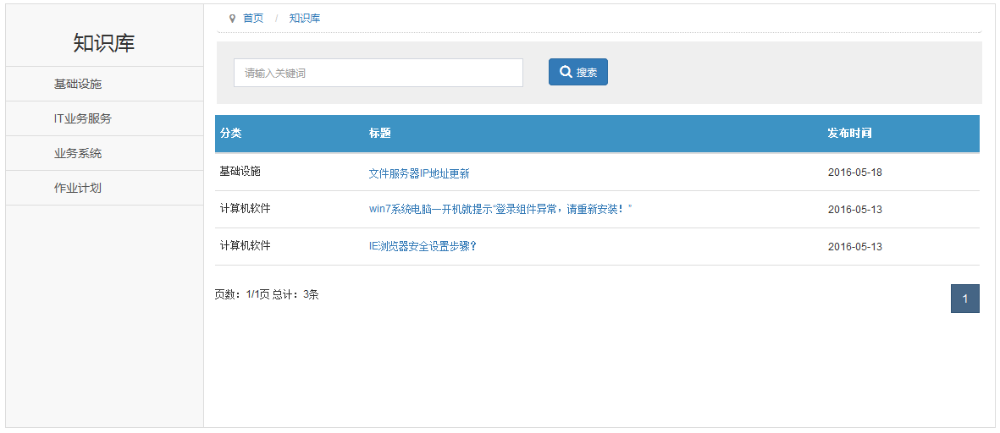 知识库
基础设施
IT业务服务
业务系统
作业计划
首页 / 知识库
请输入关键词
搜索
分类 标题 发布时间
基础设施 文件服务器IP地址更新 2016-05-18
计算机软件 win7系统电脑一开机就提示“登录组件异常，请重新安装！” 2016-05-13
计算机软件 IE浏览器安全设置步骤？ 2016-05-13
页数：1/1页 总计：3条
1